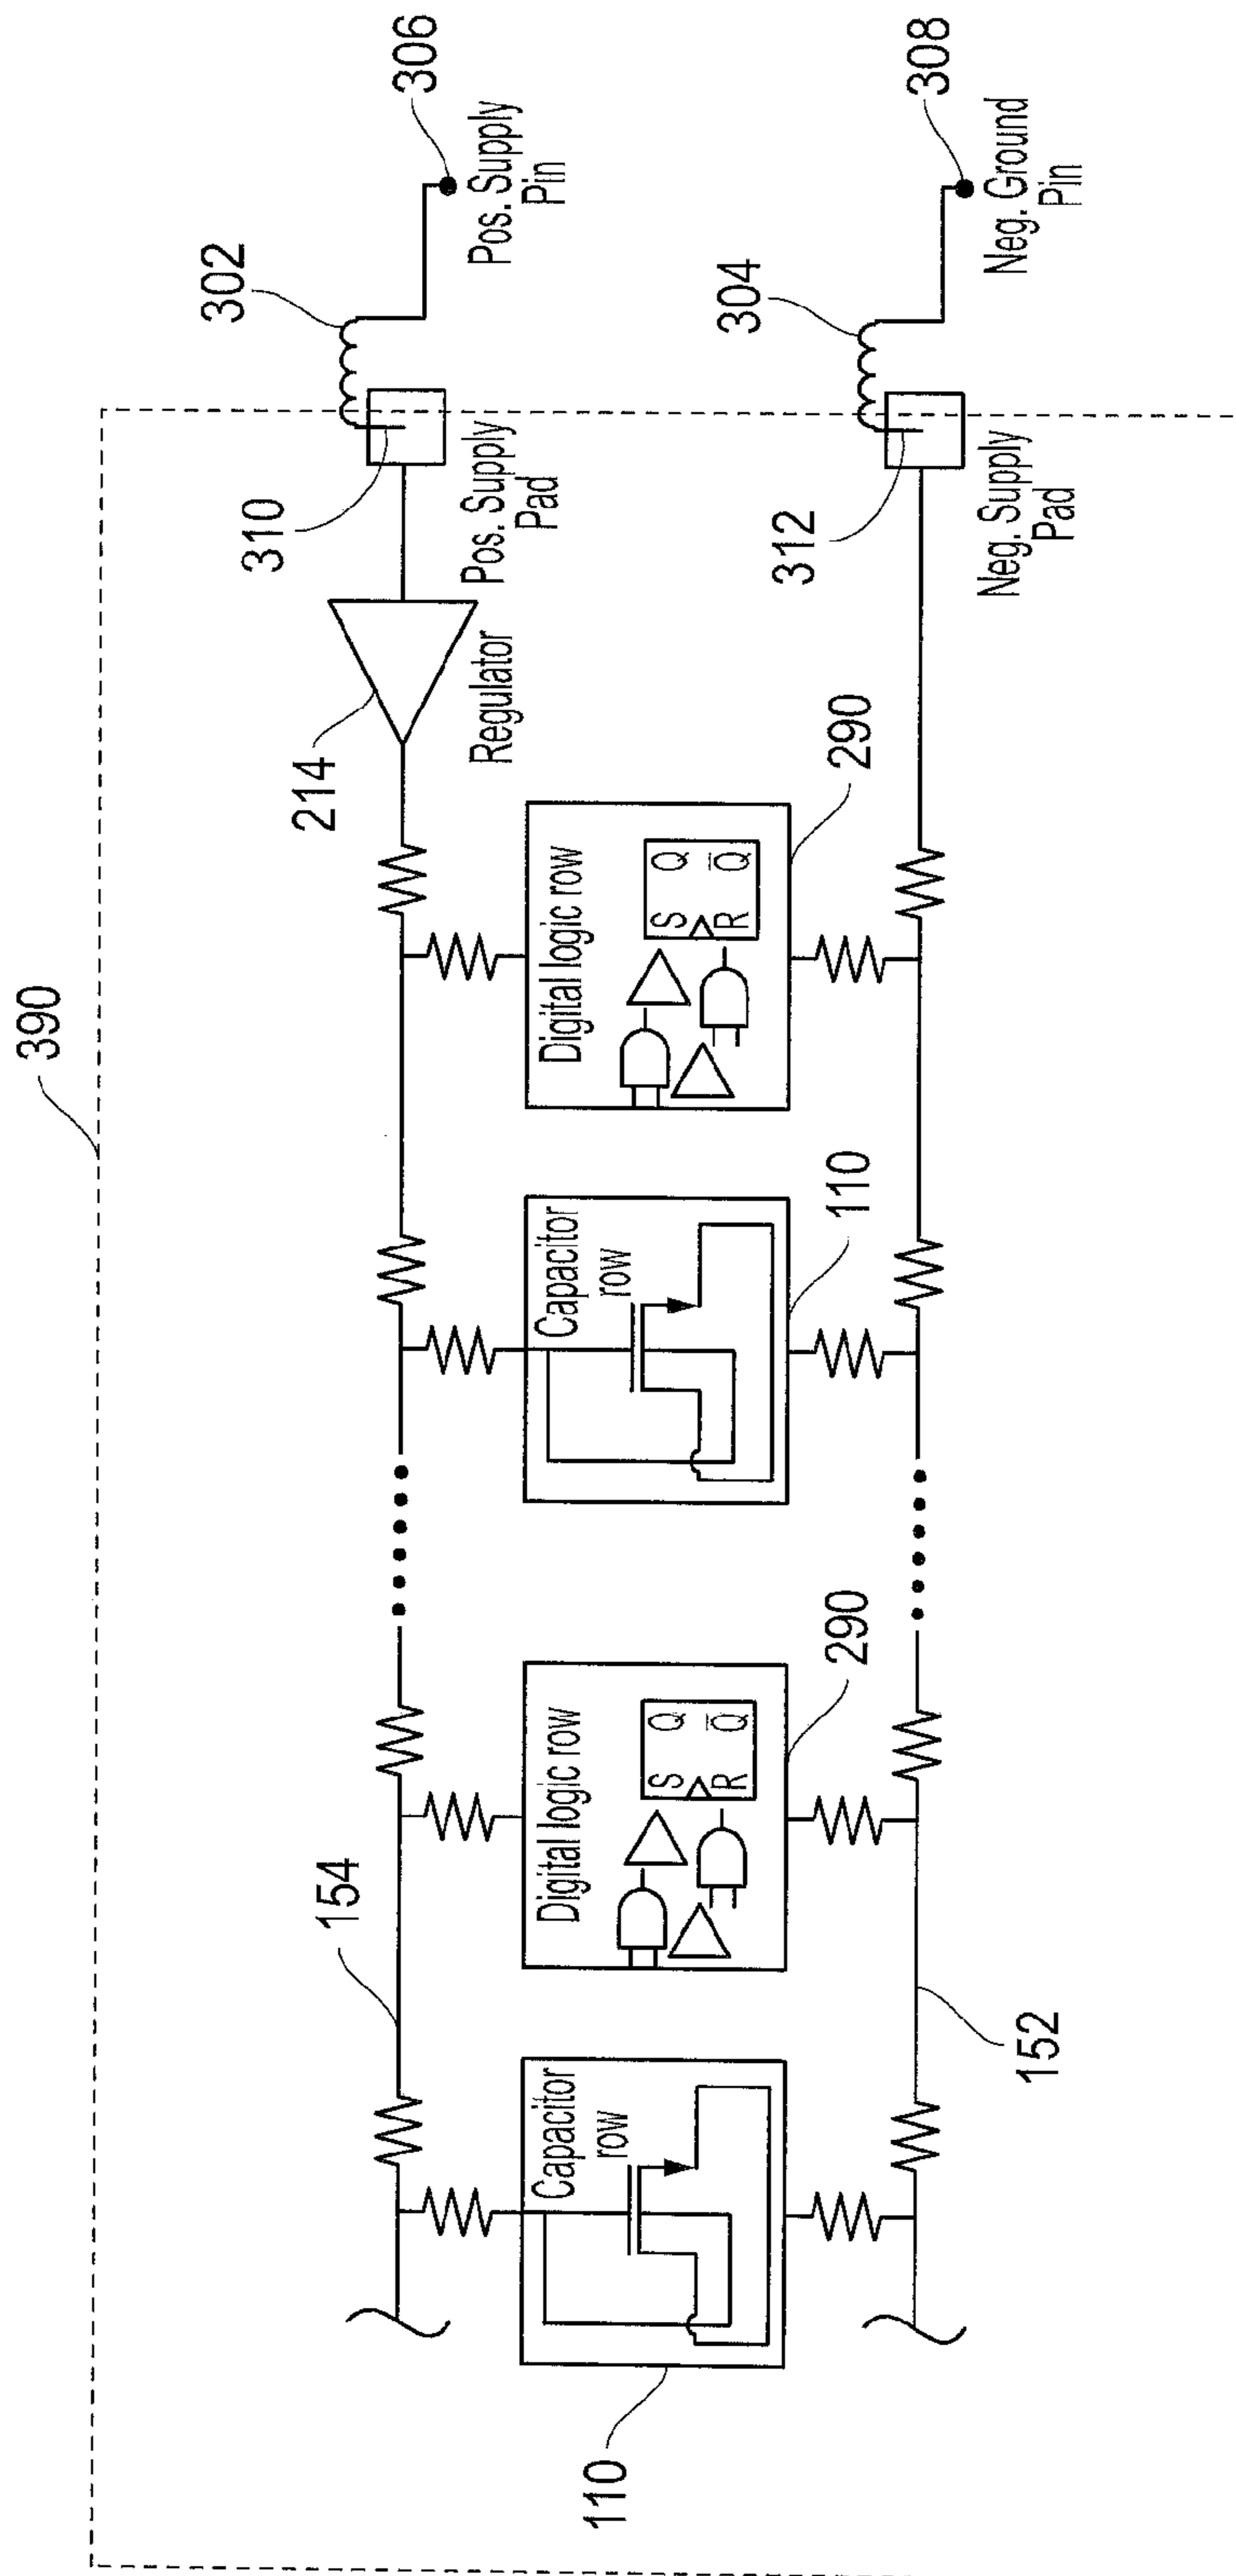 390
302
306
Pos. Supply
Pin
310
Pos. Supply
Pad
214
Regulator
154
Capacitor
row
110
Digital logic row
S
Q
R
Q̅
290
Capacitor
row
110
Digital logic row
S
Q
R
Q̅
290
152
304
308
Neg. Ground
Pin
312
Neg. Supply
Pad